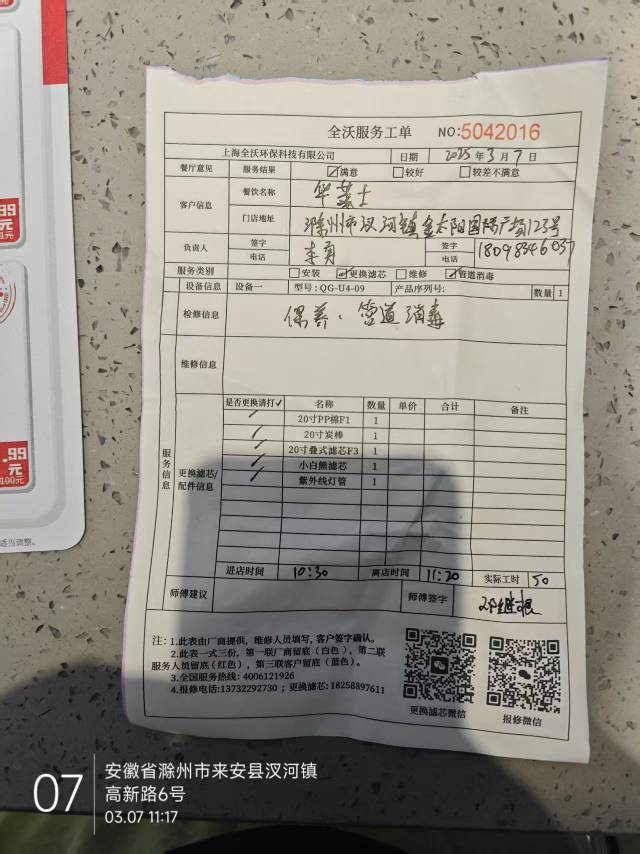 .99
元
.99
元
100元
适当调整。
全沃服务工单 NO:5042016
上海全沃环保科技有限公司 日期 2025年3月7日
餐厅意见 服务结果 ☑满意 □较好 □较差不满意
客户信息 餐饮名称 华莱士
门店地址 滁州市汊河镇金太阳国际广场123号
负责人 签字 电话 李勇 签字 电话
服务类别 □安装 ☑更换滤芯 □维修 ☑管道消毒
设备信息 设备一 型号:QG-U4-09 产品序列号: 数量 1
检修信息 保养、管道消毒
维修信息
服务信息
更换滤芯/配件信息
是否更换请打✓ 名称 数量 单价 合计 备注
✓ 20寸PP棉F1 1
✓ 20寸炭棒 1
✓ 20寸叠式滤芯F3 1
✓ 小白熊滤芯 1
✓ 紫外线灯管 1
进店时间 10:30 离店时间 11:20 实际工时 50
师傅建议 师傅签字
注:1.此表由厂商提供,维修人员填写,客户签字确认。
2.此表一式三份,第一联厂商留底(白色),第二联
服务人员留底(红色),第三联客户留底(蓝色)。
3.全国服务热线: 4006121926
4.报修电话:13732292730 ; 更换滤芯:18258897611
更换滤芯微信 报修微信
07
安徽省滁州市来安县汊河镇
高新路6号
03.07 11:17